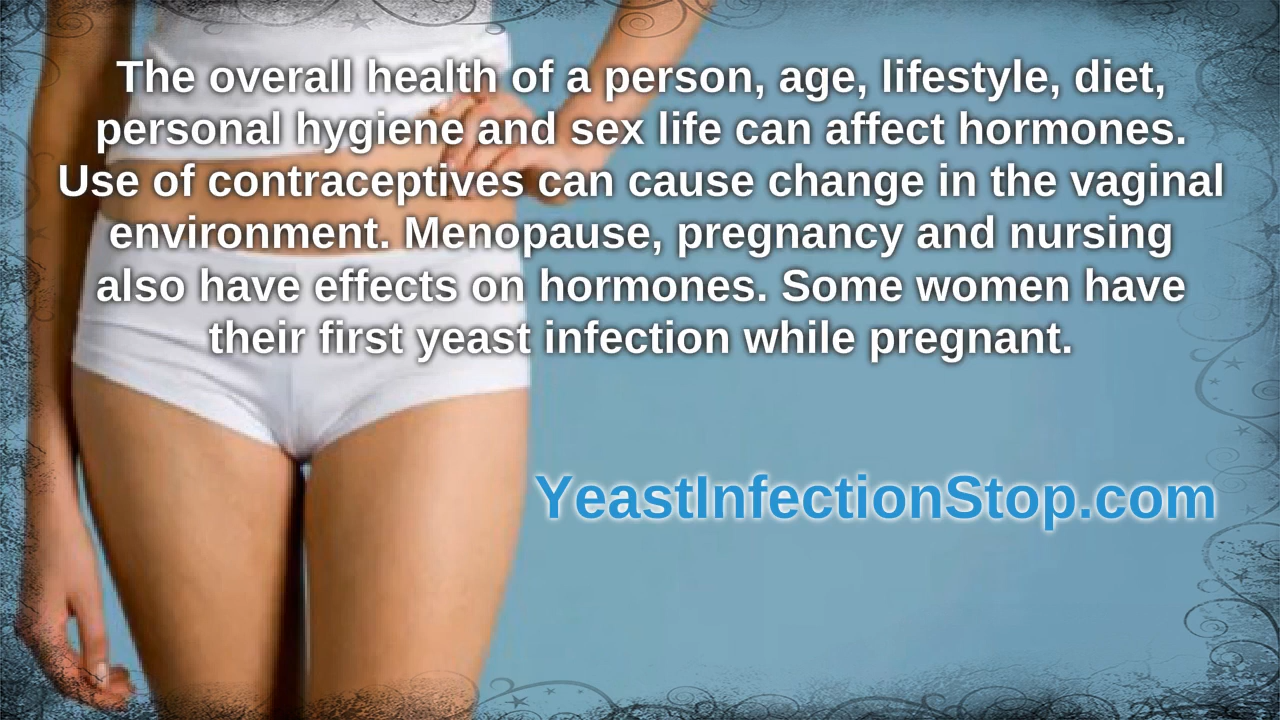 The overall health of a person, age, lifestyle, diet,
personal hygiene and sex life can affect hormones.
Use of contraceptives can cause change in the vaginal
environment. Menopause, pregnancy and nursing
also have effects on hormones. Some women have
their first yeast infection while pregnant.
YeastInfectionStop.com